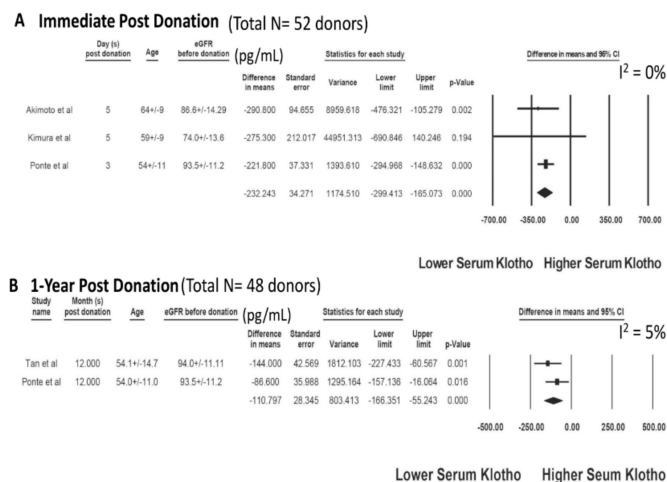 A Immediate Post Donation (Total N= 52 donors)
Day (s) post donation Age eGFR before donation (pg/mL) Statistics for each study Difference in means and 95% CI
Difference in means Standard error Variance Lower limit Upper limit p-Value I² = 0%
Akimoto et al 5 64+/-9 86.6+/-14.29 -290.800 94.655 8959.618 -476.321 -105.279 0.002
Kimura et al 5 59+/-9 74.0+/-13.6 -275.300 212.017 44951.313 -690.846 140.246 0.194
Ponte et al 3 54+/-11 93.5+/-11.2 -221.800 37.331 1393.610 -294.968 -148.632 0.000
-232.243 34.271 1174.510 -299.413 -165.073 0.000
-700.00 -350.00 0.00 350.00 700.00
Lower Serum Klotho Higher Serum Klotho
B 1-Year Post Donation (Total N= 48 donors)
Study name Month (s) post donation Age eGFR before donation (pg/mL) Statistics for each study Difference in means and 95% CI
Difference in means Standard error Variance Lower limit Upper limit p-Value I² = 5%
Tan et al 12.000 54.1+/-14.7 94.0+/-11.11 -144.000 42.569 1812.103 -227.433 -60.567 0.001
Ponte et al 12.000 54.0+/-11.0 93.5+/-11.2 -86.600 35.988 1295.164 -157.136 -16.064 0.016
-110.797 28.345 803.413 -166.351 -55.243 0.000
-500.00 -250.00 0.00 250.00 500.00
Lower Serum Klotho Higher Seum Klotho